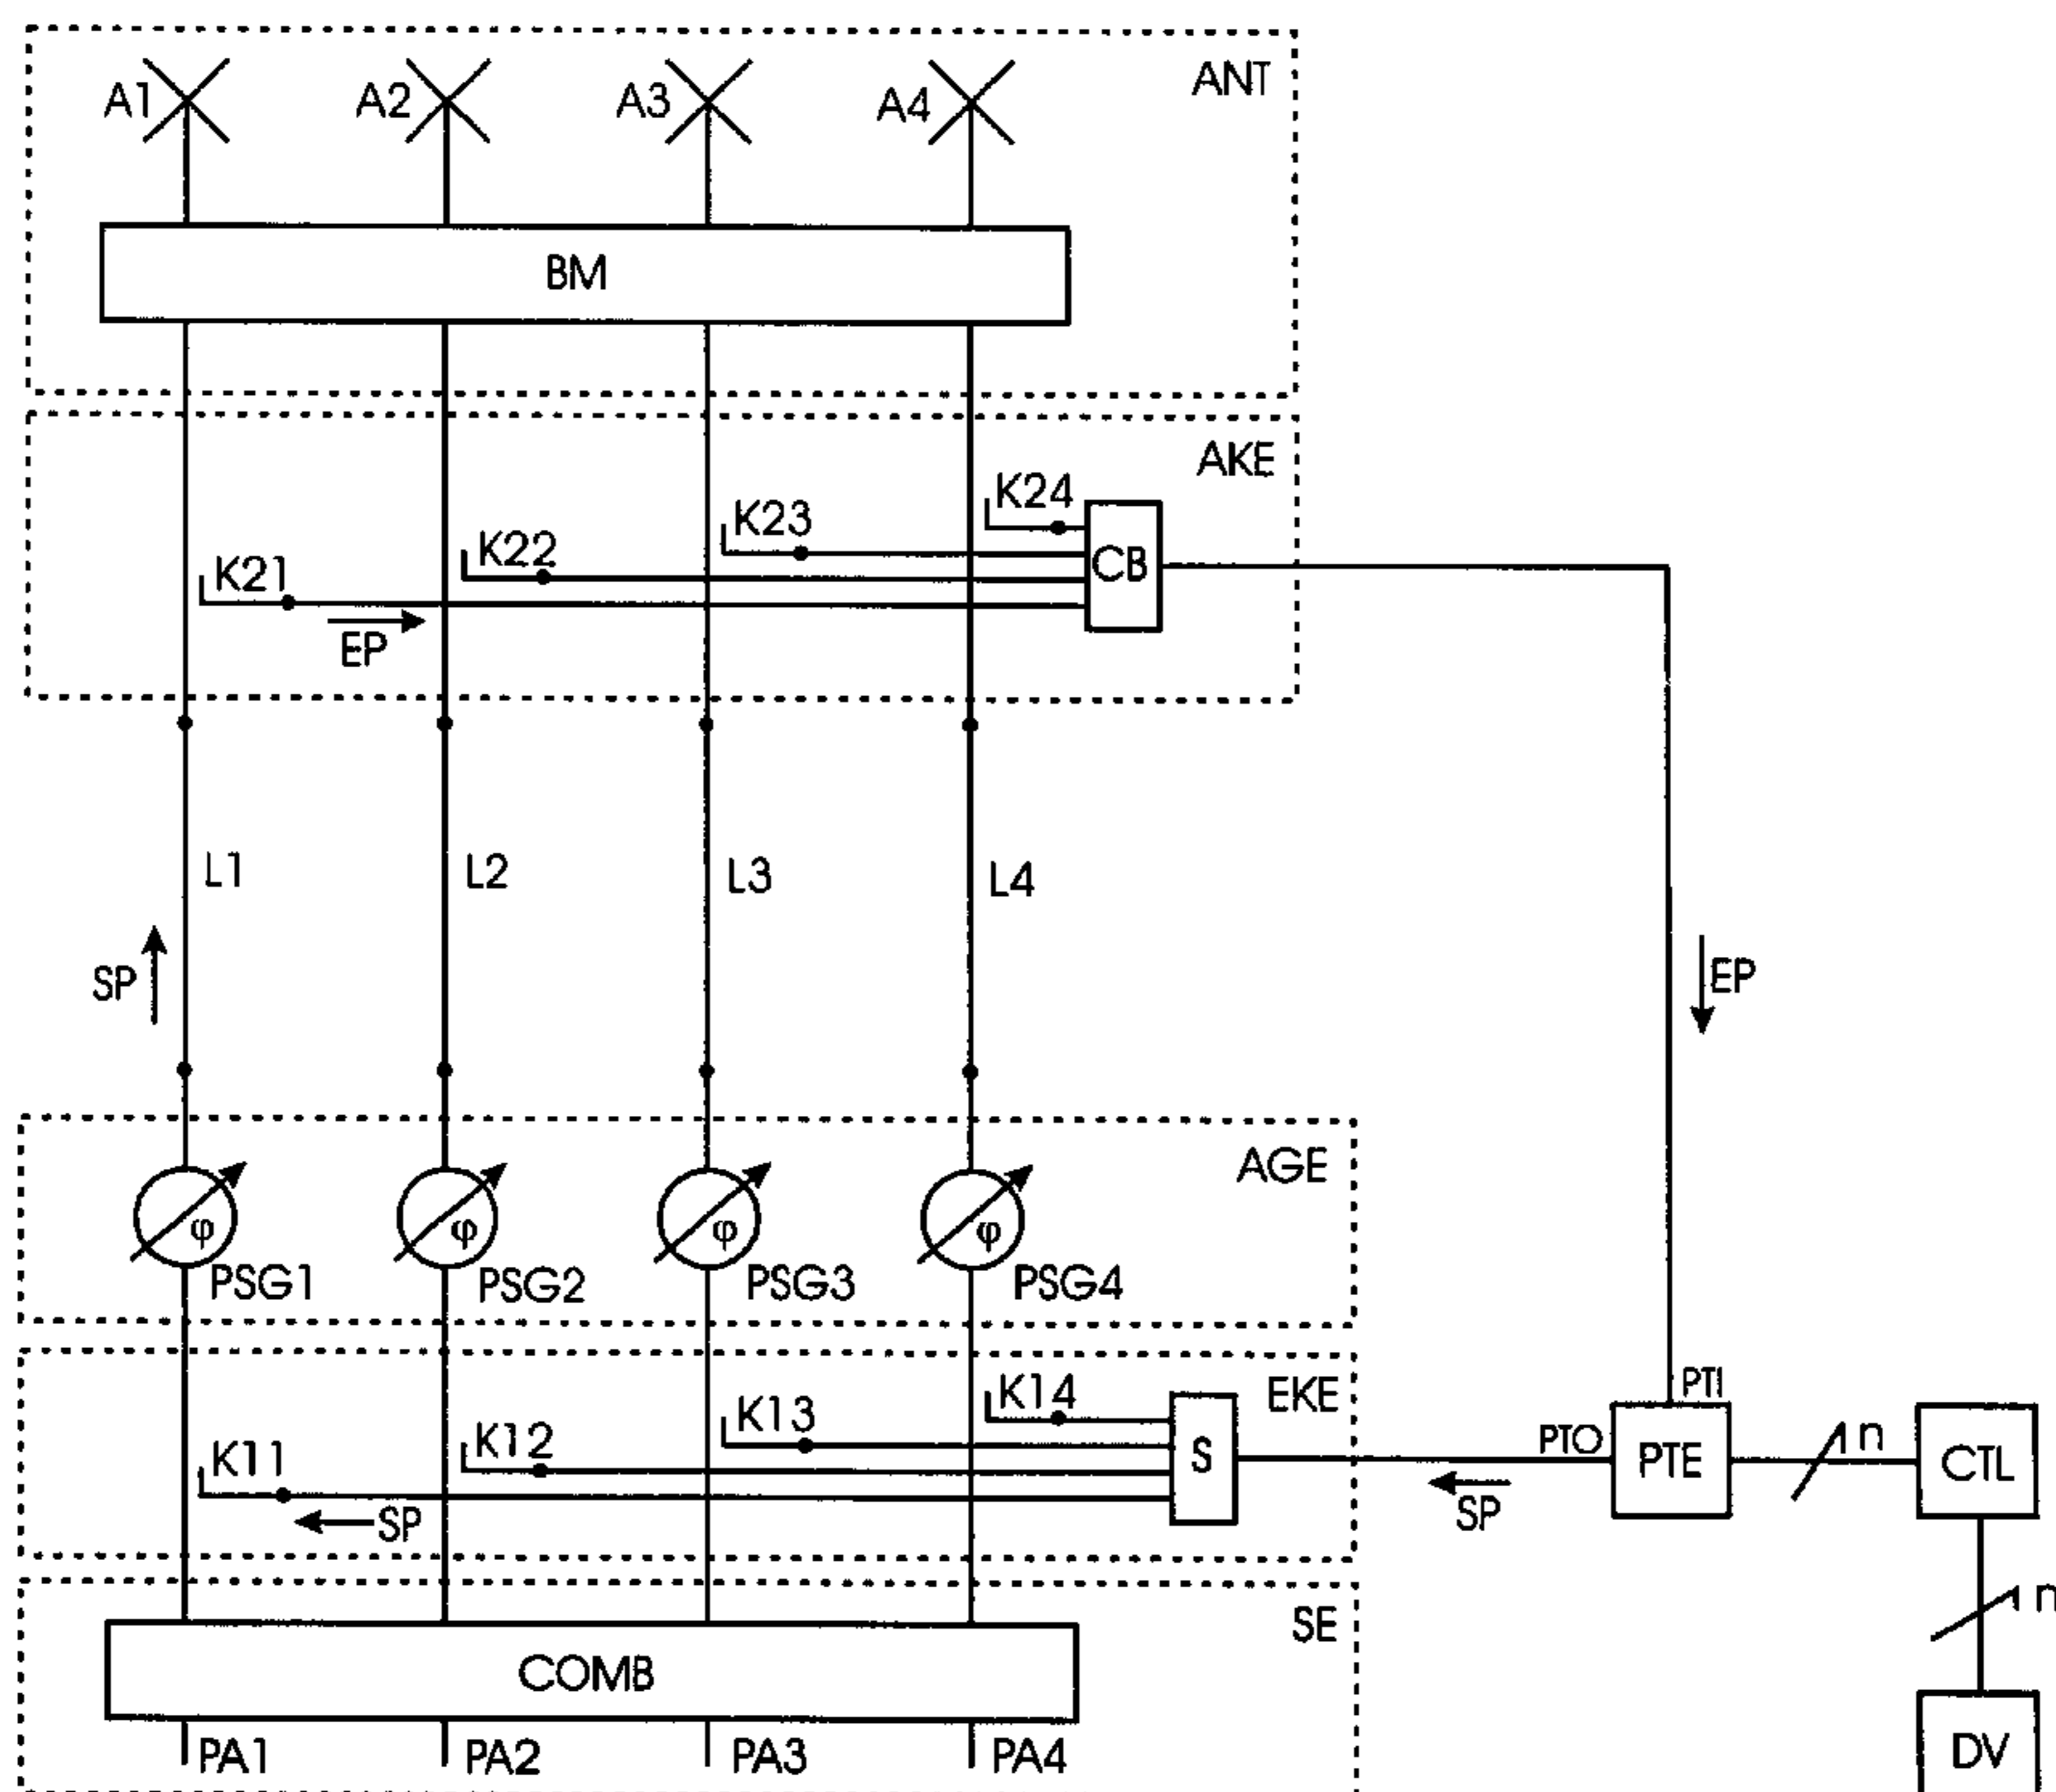 A1
A2
A3
A4
ANT
BM
AKE
K24
K23
K22
K21
CB
EP
L1
L2
L3
L4
SP
EP
AGE
φ
φ
φ
φ
PSG1
PSG2
PSG3
PSG4
PTI
EKE
K14
K13
K12
K11
S
PTO
PTE
n
CTL
SP
SP
n
SE
COMB
PA1
PA2
PA3
PA4
DV